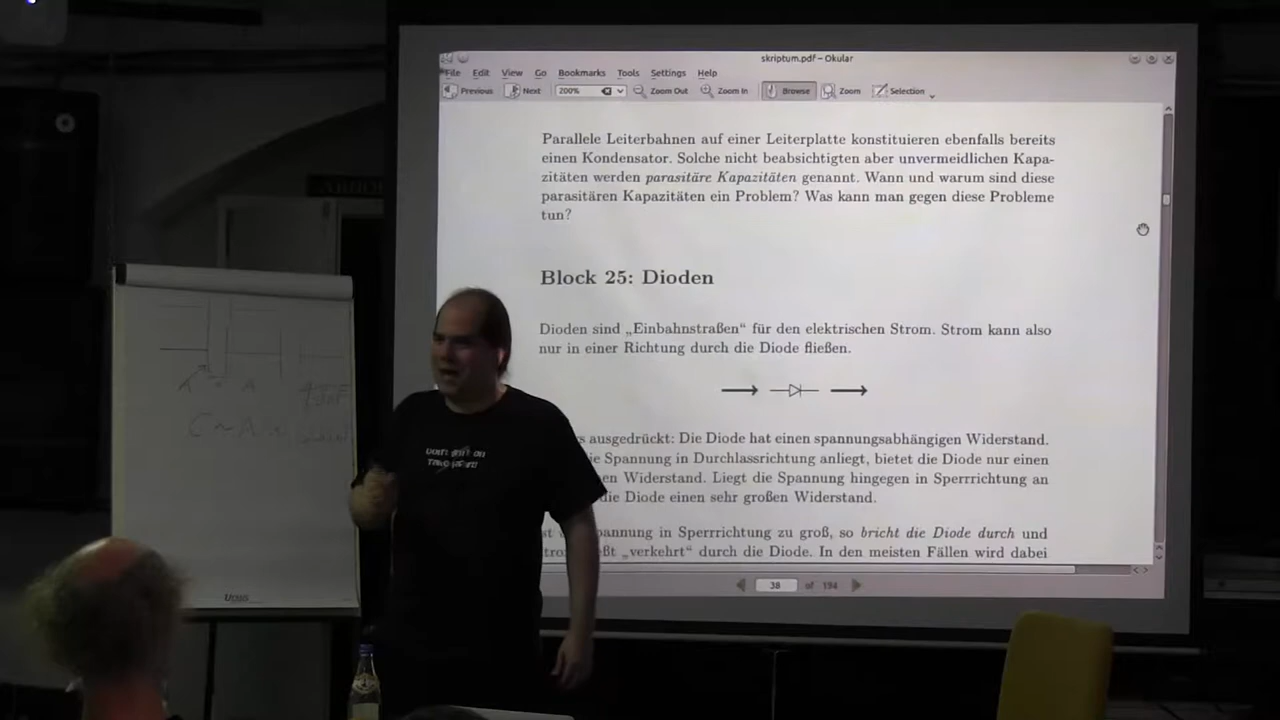 skriptum.pdf – Okular
File Edit View Go Bookmarks Tools Settings Help
Previous Next 200% Zoom Out Zoom In Browse Zoom Selection
Parallele Leiterbahnen auf einer Leiterplatte konstituieren ebenfalls bereits
einen Kondensator. Solche nicht beabsichtigten aber unvermeidlichen Kapa-
zitäten werden parasitäre Kapazitäten genannt. Wann und warum sind diese
parasitären Kapazitäten ein Problem? Was kann man gegen diese Probleme
tun?
Block 25: Dioden
Dioden sind „Einbahnstraßen“ für den elektrischen Strom. Strom kann also
nur in einer Richtung durch die Diode fließen.
ausgedrückt: Die Diode hat einen spannungsabhängigen Widerstand.
Spannung in Durchlassrichtung anliegt, bietet die Diode nur einen
Widerstand. Liegt die Spannung hingegen in Sperrrichtung an
die Diode einen sehr großen Widerstand.
in Sperrrichtung zu groß, so bricht die Diode durch und
„verkehrt“ durch die Diode. In den meisten Fällen wird dabei
38 of 194
C ~ A